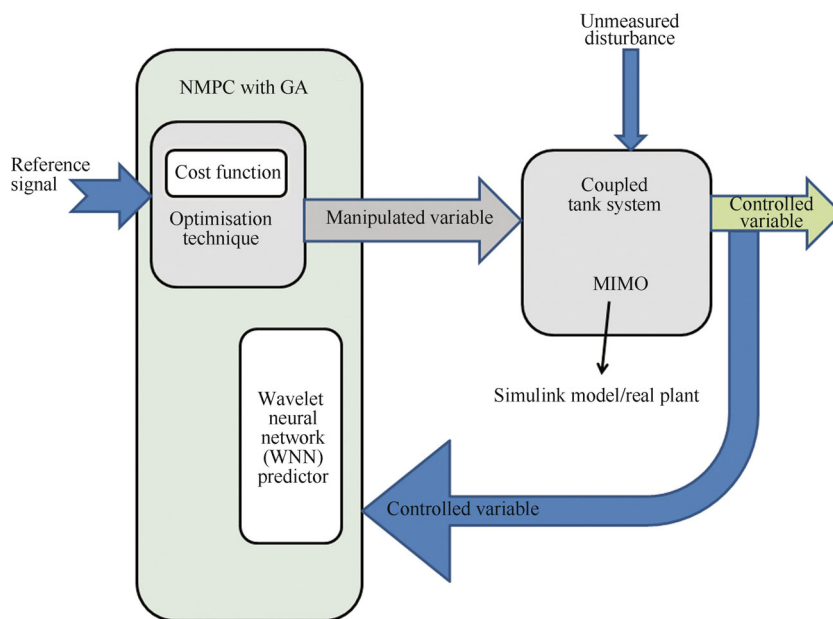 Unmeasured
disturbance
NMPC with GA
Reference
signal
Cost function
Optimisation
technique
Manipulated variable
Coupled
tank system
MIMO
Controlled
variable
Simulink model/real plant
Wavelet
neural
network
(WNN)
predictor
Controlled variable